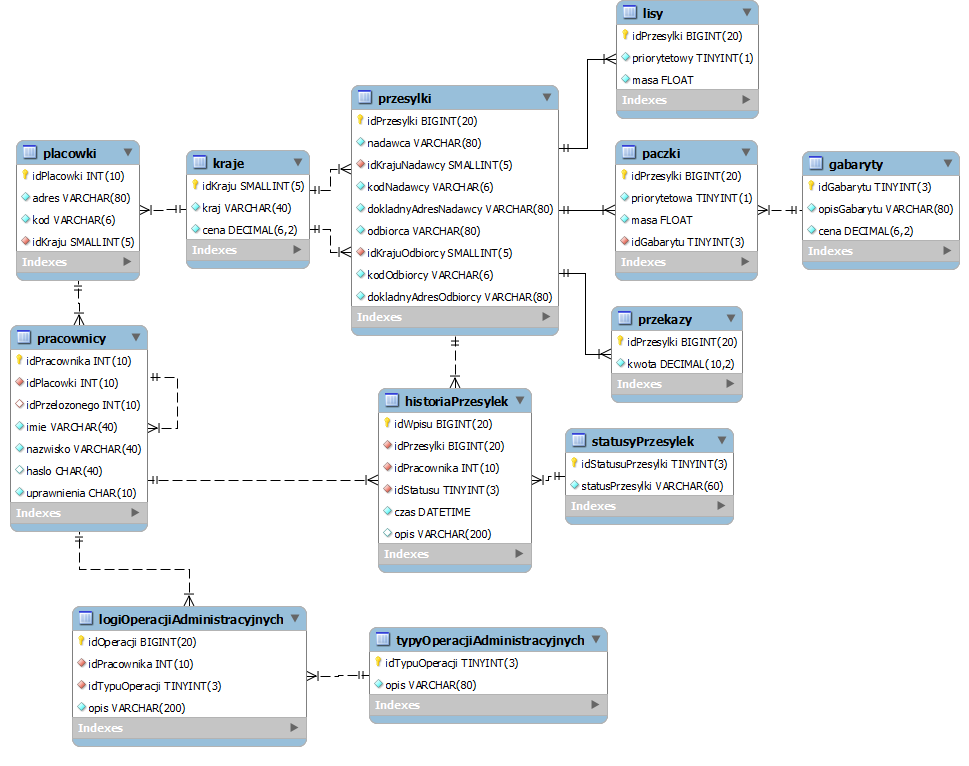 lisy
idPrzesylki BIGINT(20)
priorytetowy TINYINT(1)
masa FLOAT
Indexes
przesylki
idPrzesylki BIGINT(20)
nadawca VARCHAR(80)
idKrajuNadawcy SMALLINT(5)
kodNadawcy VARCHAR(6)
dokladnyAdresNadawcy VARCHAR(80)
odbiorca VARCHAR(80)
idKrajuOdbiorcy SMALLINT(5)
kodOdbiorcy VARCHAR(6)
dokladnyAdresOdbiorcy VARCHAR(80)
Indexes
placowki
idPlacowki INT(10)
adres VARCHAR(80)
kod VARCHAR(6)
idKraju SMALLINT(5)
Indexes
kraje
idKraju SMALLINT(5)
kraj VARCHAR(40)
cena DECIMAL(6,2)
Indexes
paczki
idPrzesylki BIGINT(20)
priorytetowa TINYINT(1)
masa FLOAT
idGabarytu TINYINT(3)
Indexes
gabaryty
idGabarytu TINYINT(3)
opisGabarytu VARCHAR(80)
cena DECIMAL(6,2)
Indexes
przekazy
idPrzesylki BIGINT(20)
kwota DECIMAL(10,2)
Indexes
pracownicy
idPracownika INT(10)
idPlacowki INT(10)
idPrzelozonego INT(10)
imie VARCHAR(40)
nazwisko VARCHAR(40)
haslo CHAR(40)
uprawnienia CHAR(10)
Indexes
historiaPrzesylek
idWpisu BIGINT(20)
idPrzesylki BIGINT(20)
idPracownika INT(10)
idStatusu TINYINT(3)
czas DATETIME
opis VARCHAR(200)
Indexes
statusyPrzesylek
idStatusuPrzesylki TINYINT(3)
statusPrzesylki VARCHAR(60)
Indexes
logiOperacjiAdministracyjnych
idOperacji BIGINT(20)
idPracownika INT(10)
idTypuOperacji TINYINT(3)
opis VARCHAR(200)
Indexes
typyOperacjiAdministracyjnych
idTypuOperacji TINYINT(3)
opis VARCHAR(80)
Indexes